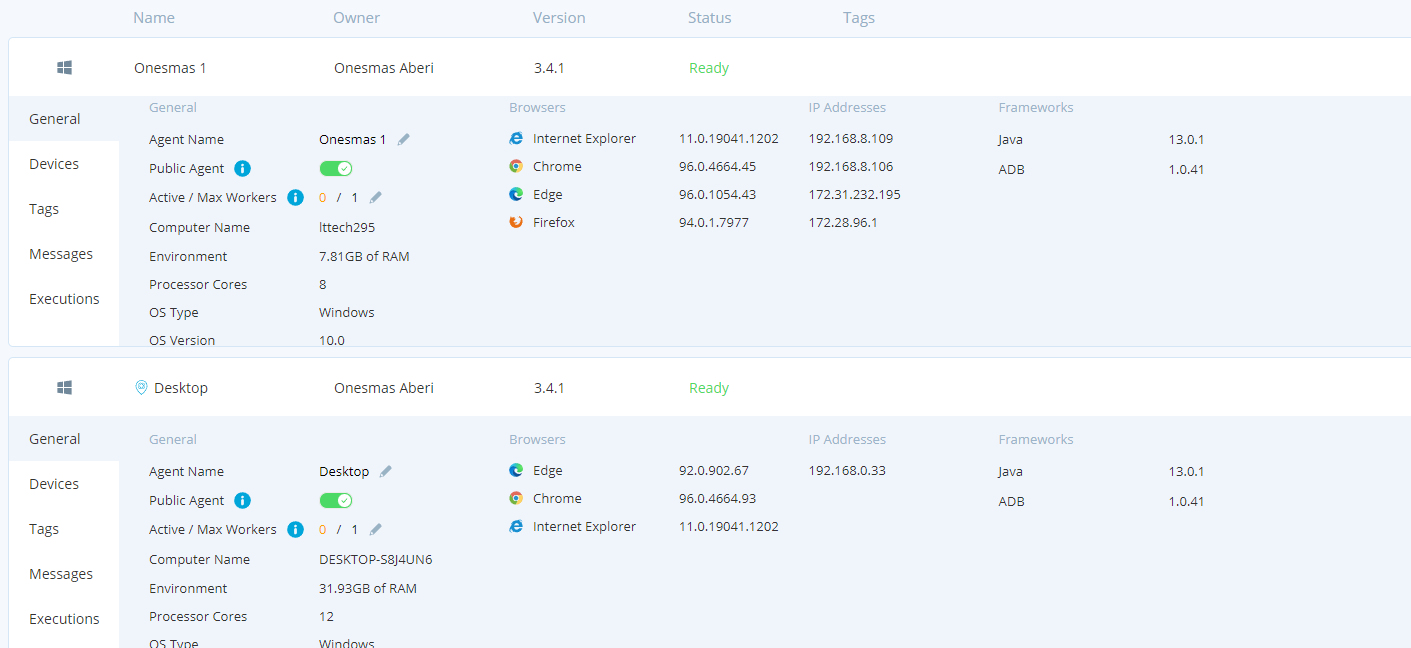 Name Owner Version Status Tags
Onesmas 1 Onesmas Aberi 3.4.1 Ready
General
Devices
Tags
Messages
Executions
General
Agent Name Onesmas 1
Public Agent
Active / Max Workers 0 / 1
Computer Name lttech295
Environment 7.81GB of RAM
Processor Cores 8
OS Type Windows
OS Version 10.0
Browsers
Internet Explorer 11.0.19041.1202
Chrome 96.0.4664.45
Edge 96.0.1054.43
Firefox 94.0.1.7977
IP Addresses
192.168.8.109
192.168.8.106
172.31.232.195
172.28.96.1
Frameworks
Java 13.0.1
ADB 1.0.41
Desktop Onesmas Aberi 3.4.1 Ready
General
Devices
Tags
Messages
Executions
General
Agent Name Desktop
Public Agent
Active / Max Workers 0 / 1
Computer Name DESKTOP-S8J4UN6
Environment 31.93GB of RAM
Processor Cores 12
OS Type Windows
Browsers
Edge 92.0.902.67
Chrome 96.0.4664.93
Internet Explorer 11.0.19041.1202
IP Addresses
192.168.0.33
Frameworks
Java 13.0.1
ADB 1.0.41